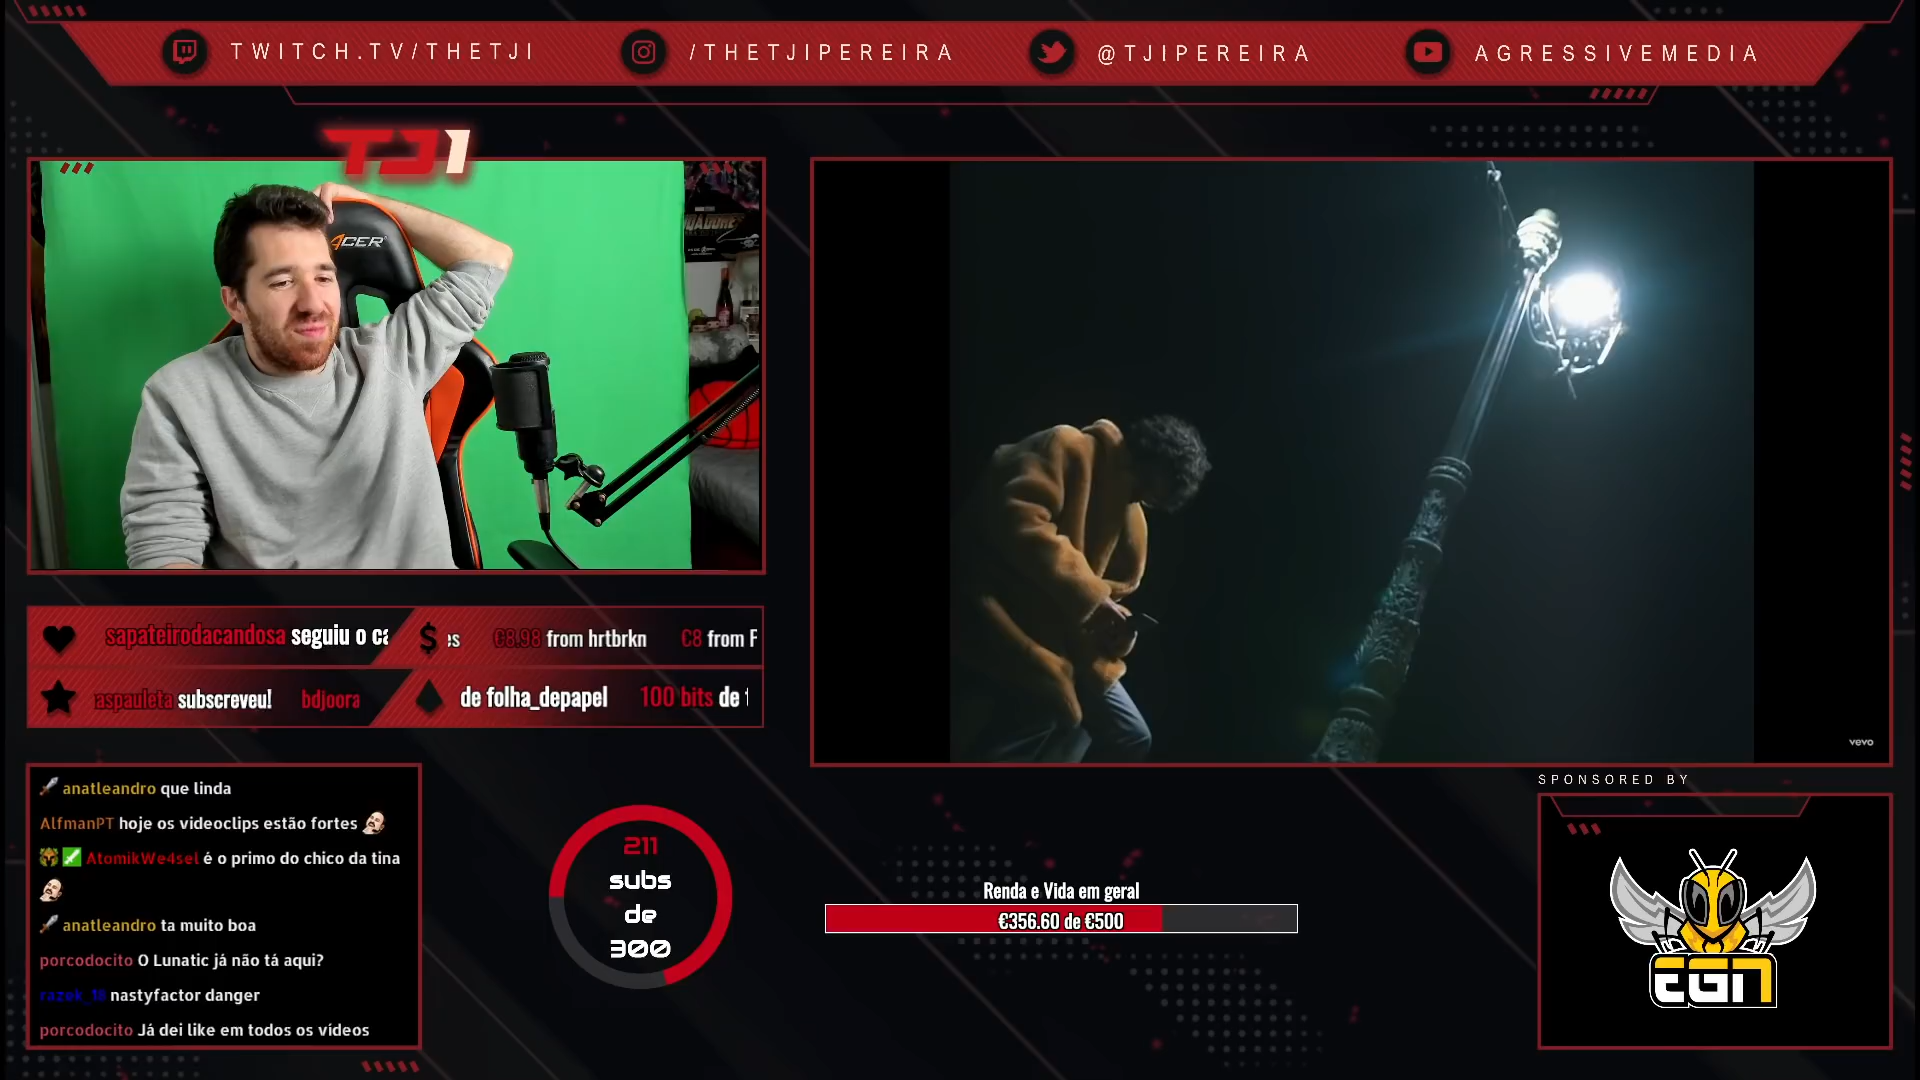 TWITCH.TV/THETJI
/THETJIPEREIRA
@TJIPEREIRA
AGRESSIVEMEDIA
TJ1
ACER
vevo
sapateirodacandosa seguiu o ca
es €8.98 from hrtbrkn €8 from F
aspauleta subscreveu! bdjoora
de folha_depapel 100 bits de f
anatleandro que linda
AlfmanPT hoje os videoclips estão fortes
AtomikWe4sel é o primo do chico da tina
anatleandro ta muito boa
porcodocito O Lunatic já não tá aqui?
nastyfactor danger
porcodocito Já dei like em todos os vídeos
211
subs
de
300
Renda e Vida em geral
€356.60 de €500
SPONSORED BY
EGN